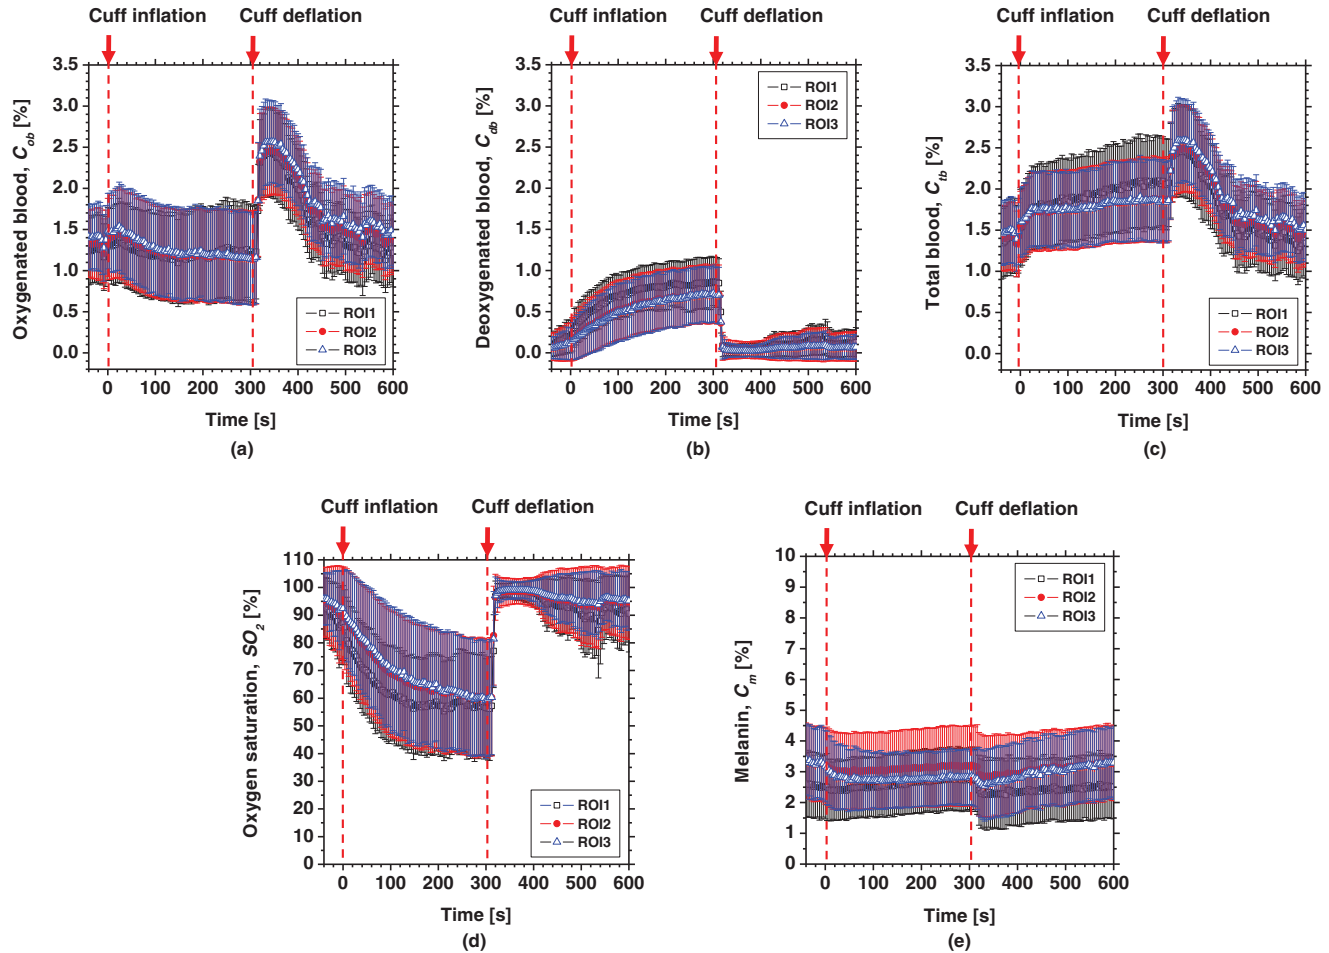 Cuff inflation Cuff deflation
3.5
3.0
2.5
2.0
1.5
1.0
0.5
0.0
Oxygenated blood, C_ob [%]
ROI1
ROI2
ROI3
0 100 200 300 400 500 600
Time [s]
(a)
Cuff inflation Cuff deflation
3.5
3.0
2.5
2.0
1.5
1.0
0.5
0.0
Deoxygenated blood, C_db [%]
ROI1
ROI2
ROI3
0 100 200 300 400 500 600
Time [s]
(b)
Cuff inflation Cuff deflation
3.5
3.0
2.5
2.0
1.5
1.0
0.5
0.0
Total blood, C_tb [%]
ROI1
ROI2
ROI3
0 100 200 300 400 500 600
Time [s]
(c)
Cuff inflation Cuff deflation
110
100
90
80
70
60
50
40
30
20
10
0
Oxygen saturation, SO_2 [%]
ROI1
ROI2
ROI3
0 100 200 300 400 500 600
Time [s]
(d)
Cuff inflation Cuff deflation
10
9
8
7
6
5
4
3
2
1
0
Melanin, C_m [%]
ROI1
ROI2
ROI3
0 100 200 300 400 500 600
Time [s]
(e)